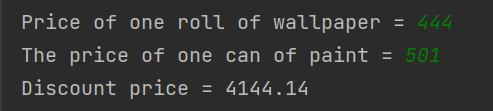 Price of one roll of wallpaper = 444
The price of one can of paint = 501
Discount price = 4144.14